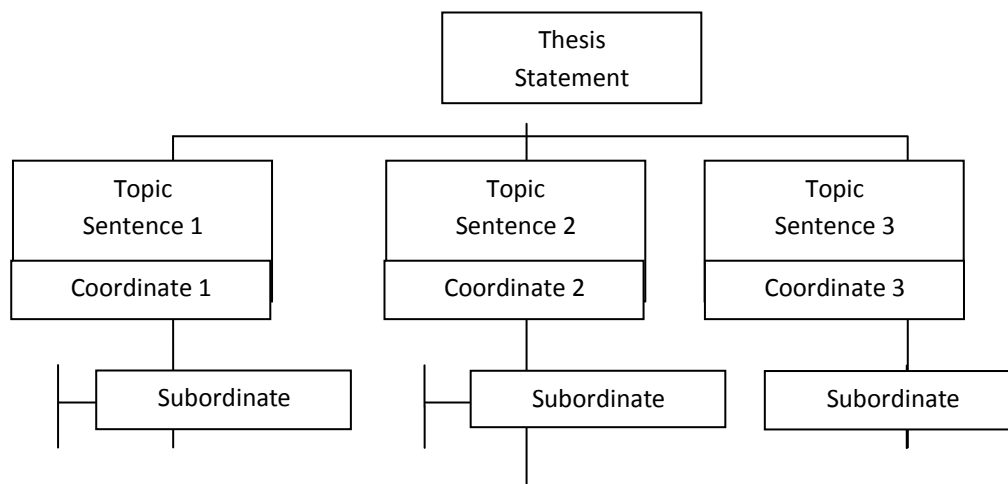 Thesis
Statement
Topic
Sentence 1
Topic
Sentence 2
Topic
Sentence 3
Coordinate 1
Coordinate 2
Coordinate 3
Subordinate
Subordinate
Subordinate